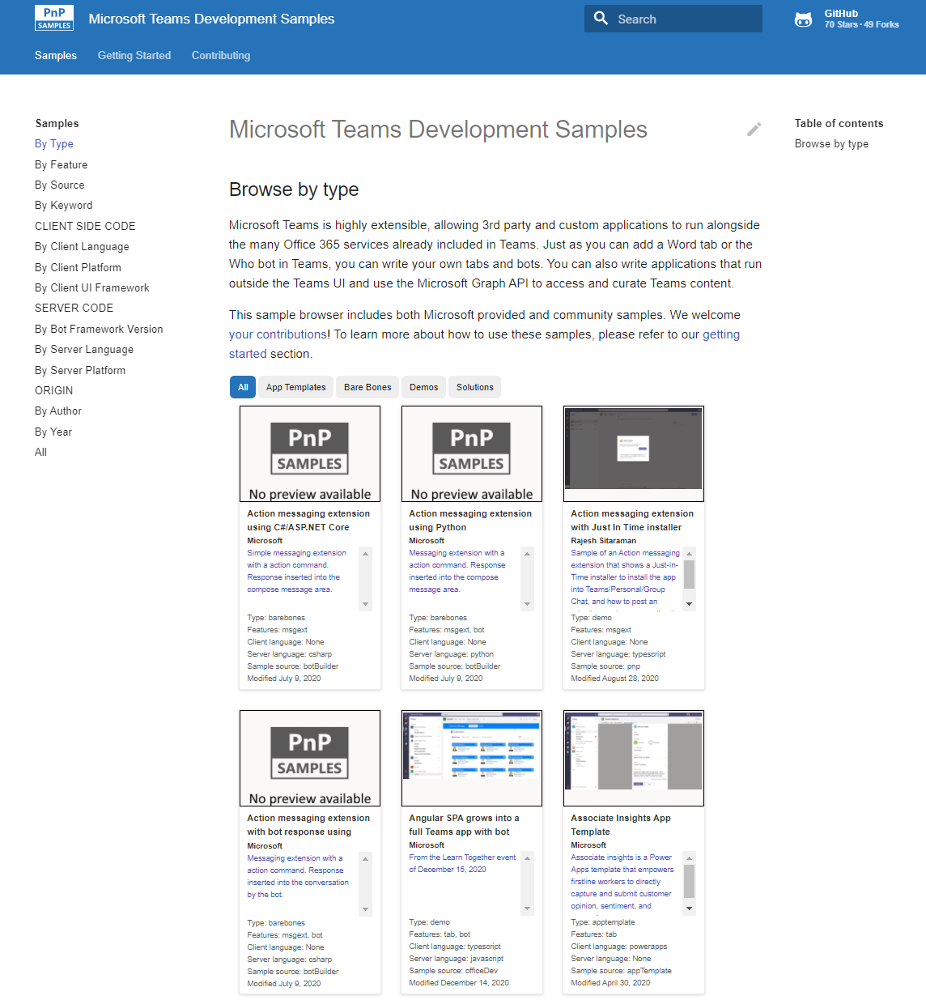 PnP
SAMPLES
Microsoft Teams Development Samples
Search
GitHub
70 Stars · 49 Forks
Samples
Getting Started
Contributing
Samples
By Type
By Feature
By Source
By Keyword
CLIENT SIDE CODE
By Client Language
By Client Platform
By Client UI Framework
SERVER CODE
By Bot Framework Version
By Server Language
By Server Platform
ORIGIN
By Author
By Year
All
Microsoft Teams Development Samples
Browse by type
Microsoft Teams is highly extensible, allowing 3rd party and custom applications to run alongside
the many Office 365 services already included in Teams. Just as you can add a Word tab or the
Who bot in Teams, you can write your own tabs and bots. You can also write applications that run
outside the Teams UI and use the Microsoft Graph API to access and curate Teams content.
This sample browser includes both Microsoft provided and community samples. We welcome
your contributions! To learn more about how to use these samples, please refer to our getting
started section.
All
App Templates
Bare Bones
Demos
Solutions
PnP
SAMPLES
No preview available
Action messaging extension
using C#/ASP.NET Core
Microsoft
Simple messaging extension
with a action command.
Response inserted into the
compose message area.
Type: barebones
Features: msgext
Client language: None
Server language: csharp
Sample source: botBuilder
Modified July 9, 2020
PnP
SAMPLES
No preview available
Action messaging extension
using Python
Microsoft
Messaging extension with a
action command. Response
inserted into the compose
message area.
Type: barebones
Features: msgext, bot
Client language: None
Server language: python
Sample source: botBuilder
Modified July 9, 2020
Action messaging extension
with Just In Time installer
Rajesh Sitaraman
Sample of an Action messaging
extension that shows a Just-In-
Time installer to install the app
into Teams/Personal/Group
Chat, and how to post an
Type: demo
Features: msgext
Client language: None
Server language: typescript
Sample source: pnp
Modified August 28, 2020
PnP
SAMPLES
No preview available
Action messaging extension
with bot response using
Microsoft
Messaging extension with a
action command. Response
inserted into the conversation
by the bot.
Type: barebones
Features: msgext, bot
Client language: None
Server language: csharp
Sample source: botBuilder
Modified July 9, 2020
Angular SPA grows into a
full Teams app with bot
Microsoft
From the Learn Together event
of December 15, 2020
Type: demo
Features: tab, bot
Client language: typescript
Server language: javascript
Sample source: officeDev
Modified December 14, 2020
Associate Insights App
Template
Microsoft
Associate insights is a Power
Apps template that empowers
firstline workers to directly
capture and submit customer
opinion, sentiment, and
Type: apptemplate
Features: tab
Client language: powerapps
Server language: None
Sample source: appTemplate
Modified April 30, 2020
Table of contents
Browse by type